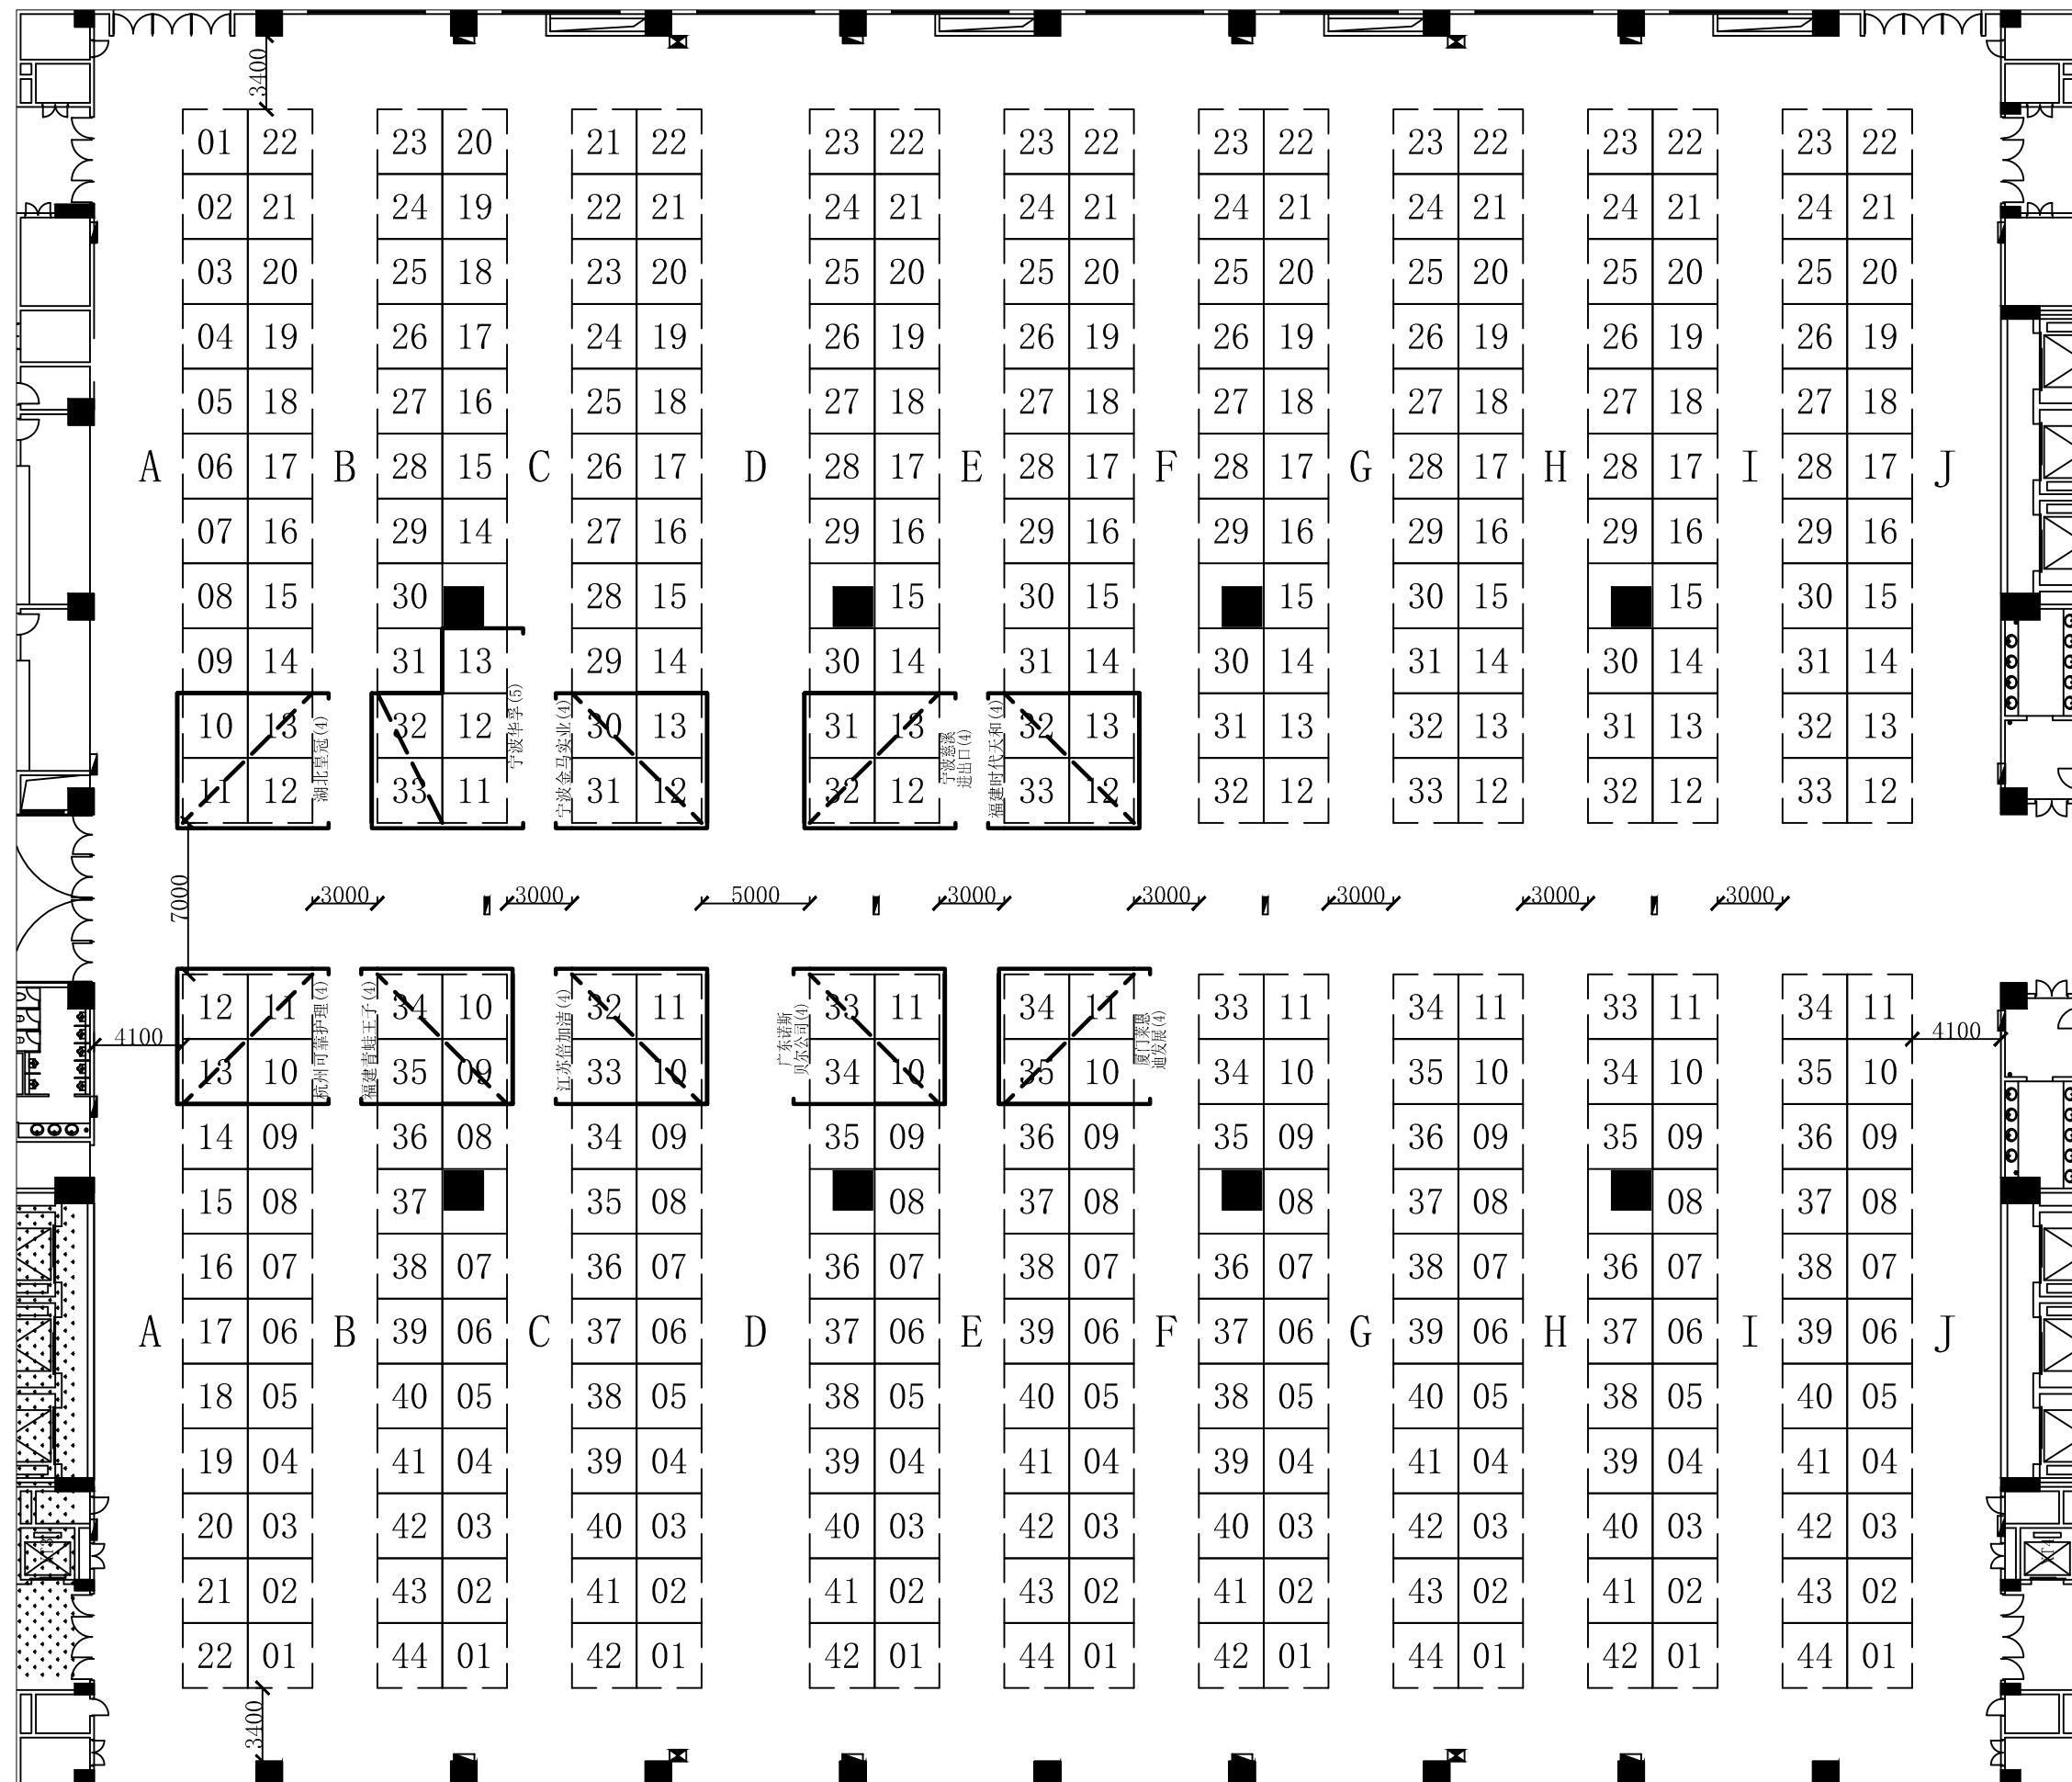 3400
01 22 23 20 21 22 23 22 23 22 23 22 23 22 23 22 23 22
02 21 24 19 22 21 24 21 24 21 24 21 24 21 24 21 24 21
03 20 25 18 23 20 25 20 25 20 25 20 25 20 25 20 25 20
04 19 26 17 24 19 26 19 26 19 26 19 26 19 26 19 26 19
05 18 27 16 25 18 27 18 27 18 27 18 27 18 27 18 27 18
A 06 17 B 28 15 C 26 17 D 28 17 E 28 17 F 28 17 G 28 17 H 28 17 I 28 17 J
07 16 29 14 27 16 29 16 29 16 29 16 29 16 29 16 29 16
08 15 30 28 15 15 30 15 15 30 15 15 30 15
09 14 31 13 29 14 30 14 31 14 30 14 31 14 30 14 31 14
10 13 32 12 30 13 31 13 32 13 31 13 32 13 31 13 32 13
11 12 33 11 31 12 32 12 33 12 32 12 33 12 32 12 33 12
湖北皇冠(4)
宁波华孚(5)
宁波金马实业(4)
宁波慈溪
进出口(4)
福建时代天和(4)
7000
3000 3000 5000 3000 3000 3000 3000 3000
12 11 34 10 32 11 33 11 34 11 33 11 34 11 33 11 34 11
4100
13 10 35 09 33 10 34 10 35 10 34 10 35 10 34 10 35 10
4100
杭州可靠护理(4)
福建青蛙王子(4)
江苏倍加洁(4)
广东诺斯
贝尔公司(4)
厦门莱恩
迪发展(4)
14 09 36 08 34 09 35 09 36 09 35 09 36 09 35 09 36 09
15 08 37 35 08 08 37 08 08 37 08 08 37 08
16 07 38 07 36 07 36 07 38 07 36 07 38 07 36 07 38 07
A 17 06 B 39 06 C 37 06 D 37 06 E 39 06 F 37 06 G 39 06 H 37 06 I 39 06 J
18 05 40 05 38 05 38 05 40 05 38 05 40 05 38 05 40 05
19 04 41 04 39 04 39 04 41 04 39 04 41 04 39 04 41 04
20 03 42 03 40 03 40 03 42 03 40 03 42 03 40 03 42 03
21 02 43 02 41 02 41 02 43 02 41 02 43 02 41 02 43 02
22 01 44 01 42 01 42 01 44 01 42 01 44 01 42 01 44 01
3400